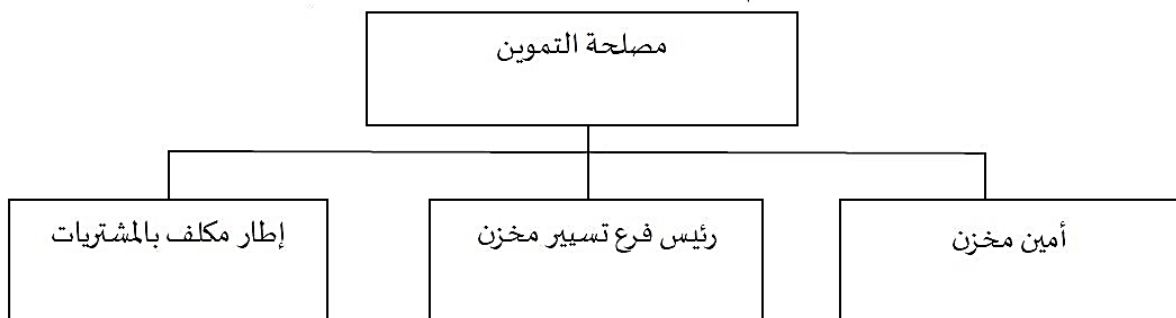 مصلحة التموين
أمين مخزن
رئيس فرع تسيير مخزن
إطار مكلف بالمشتريات